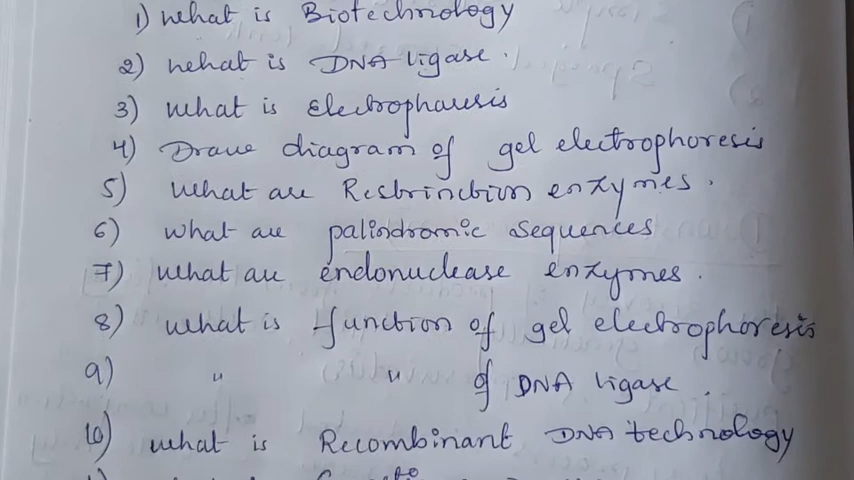 1) What is Biotechnology
2) What is DNA ligase.
3) What is Electrophoresis
4) Draw diagram of gel electrophoresis
5) What are Restrinction enzymes.
6) What are palindromic sequences
7) What are endonuclease enzymes.
8) What is function of gel electrophoresis
9) " " of DNA ligase.
10) What is Recombinant DNA technology